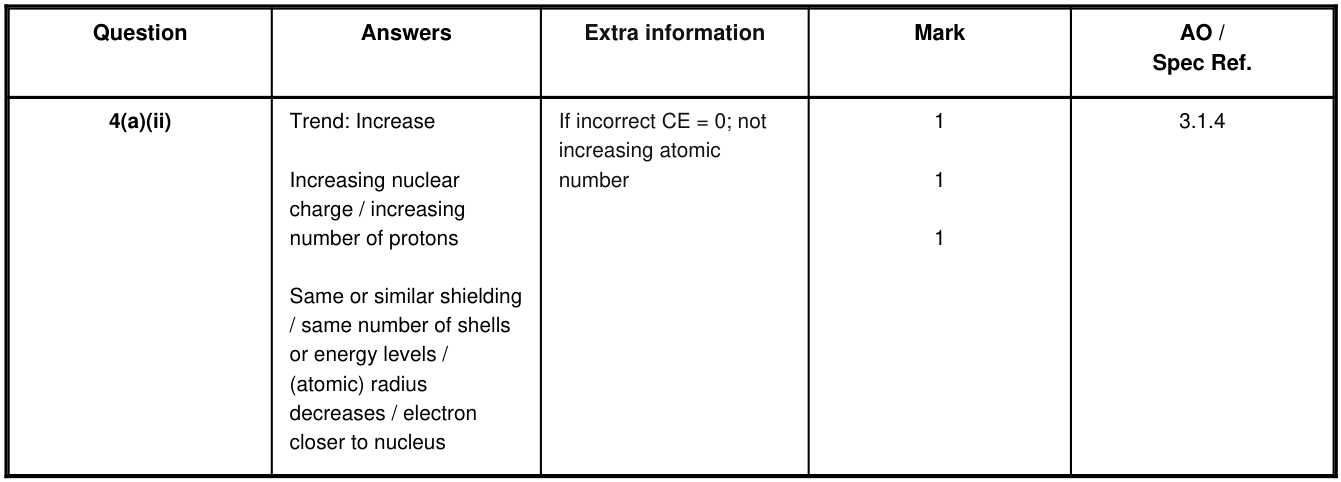 Question
Answers
Extra information
Mark
AO /
Spec Ref.
4(a)(ii)
Trend: Increase
Increasing nuclear
charge / increasing
number of protons
Same or similar shielding
/ same number of shells
or energy levels /
(atomic) radius
decreases / electron
closer to nucleus
If incorrect CE = 0; not
increasing atomic
number
1
1
1
3.1.4